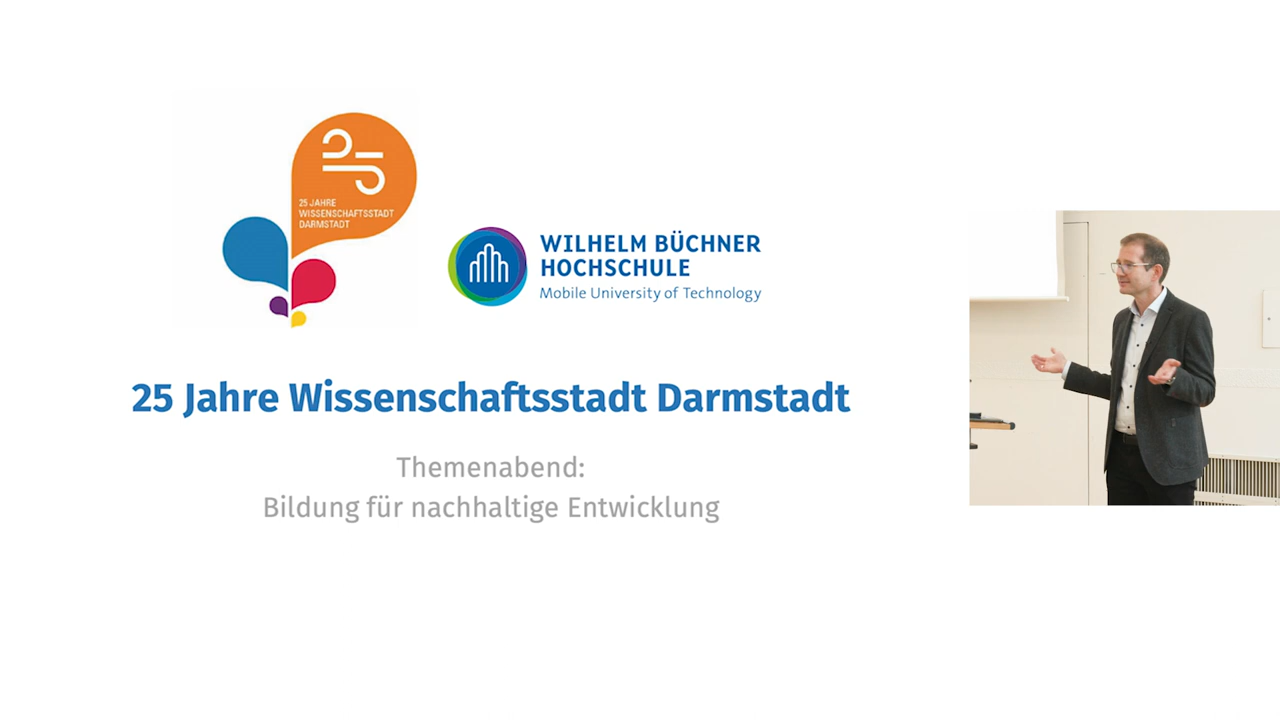 25
25 JAHRE
WISSENSCHAFTSSTADT
DARMSTADT
WILHELM BÜCHNER
HOCHSCHULE
Mobile University of Technology
25 Jahre Wissenschaftsstadt Darmstadt
Themenabend:
Bildung für nachhaltige Entwicklung